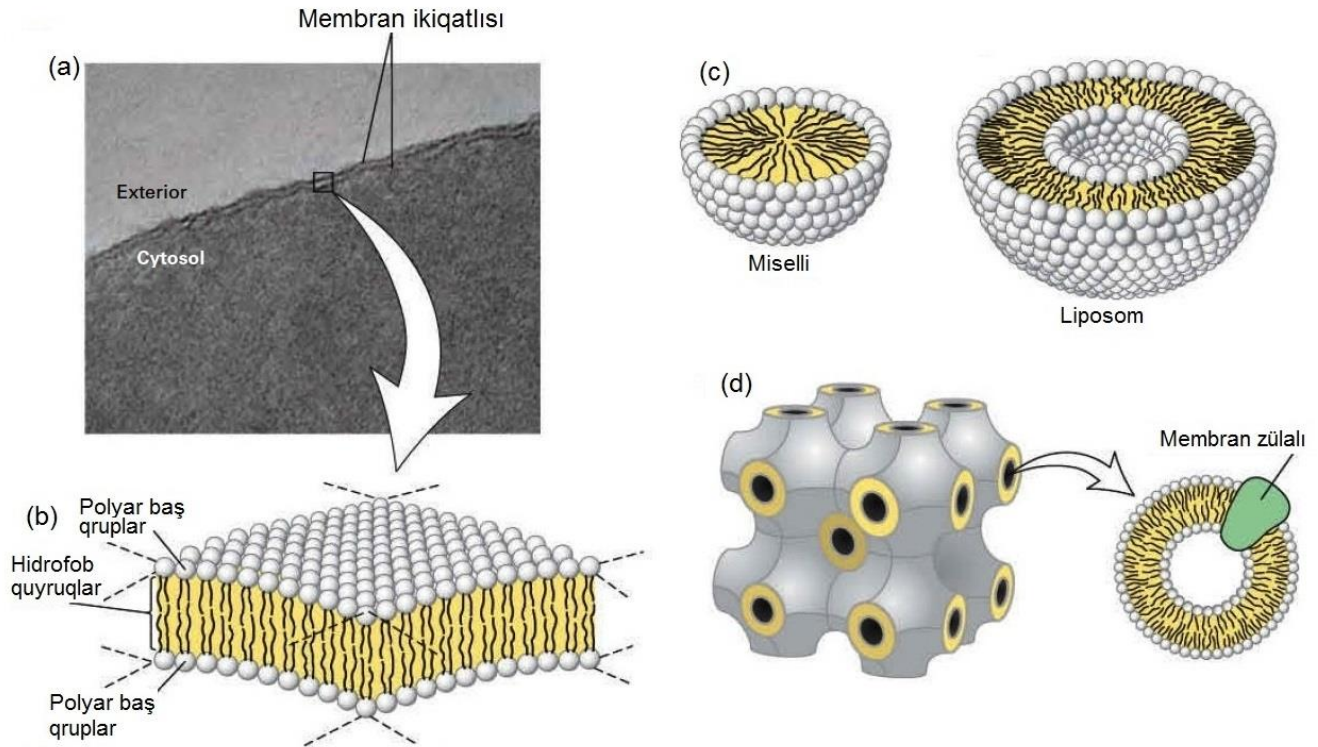 Membran ikiqatlısı
(a)
Exterior
Cytosol
(b)
Polyar baş
qruplar
Hidrofob
quyruqlar
Polyar baş
qruplar
(c)
Miselli
Liposom
(d)
Membran zülalı